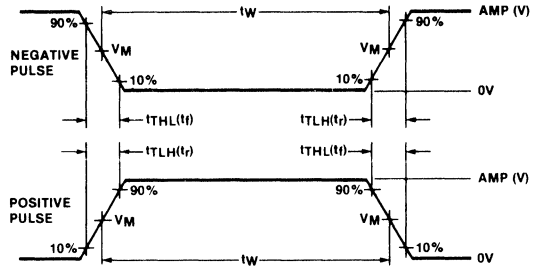 tW
AMP (V)
90%
90%
NEGATIVE
PULSE
VM
VM
10%
10%
0V
tTHL(tf)
tTLH(tr)
tTLH(tr)
tTHL(tf)
AMP (V)
90%
90%
POSITIVE
PULSE
VM
VM
10%
10%
0V
tW